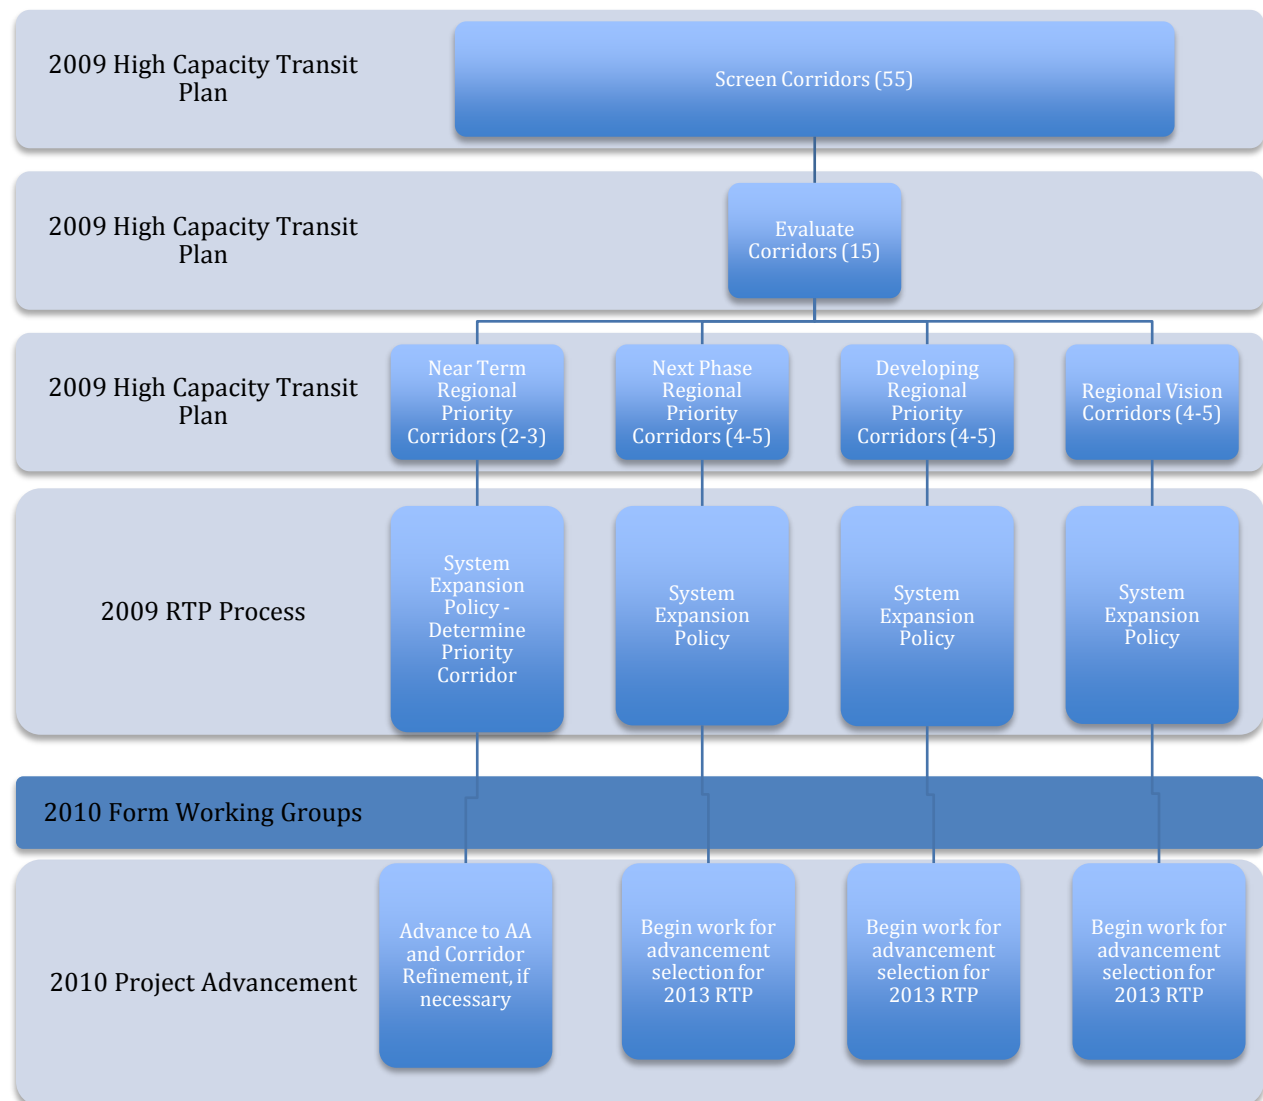 2009 High Capacity Transit
Plan
Screen Corridors (55)
2009 High Capacity Transit
Plan
Evaluate
Corridors (15)
2009 High Capacity Transit
Plan
Near Term
Regional
Priority
Corridors (2-3)
Next Phase
Regional
Priority
Corridors (4-5)
Developing
Regional
Priority
Corridors (4-5)
Regional Vision
Corridors (4-5)
2009 RTP Process
System
Expansion
Policy -
Determine
Priority
Corridor
System
Expansion
Policy
System
Expansion
Policy
System
Expansion
Policy
2010 Form Working Groups
2010 Project Advancement
Advance to AA
and Corridor
Refinement, if
necessary
Begin work for
advancement
selection for
2013 RTP
Begin work for
advancement
selection for
2013 RTP
Begin work for
advancement
selection for
2013 RTP